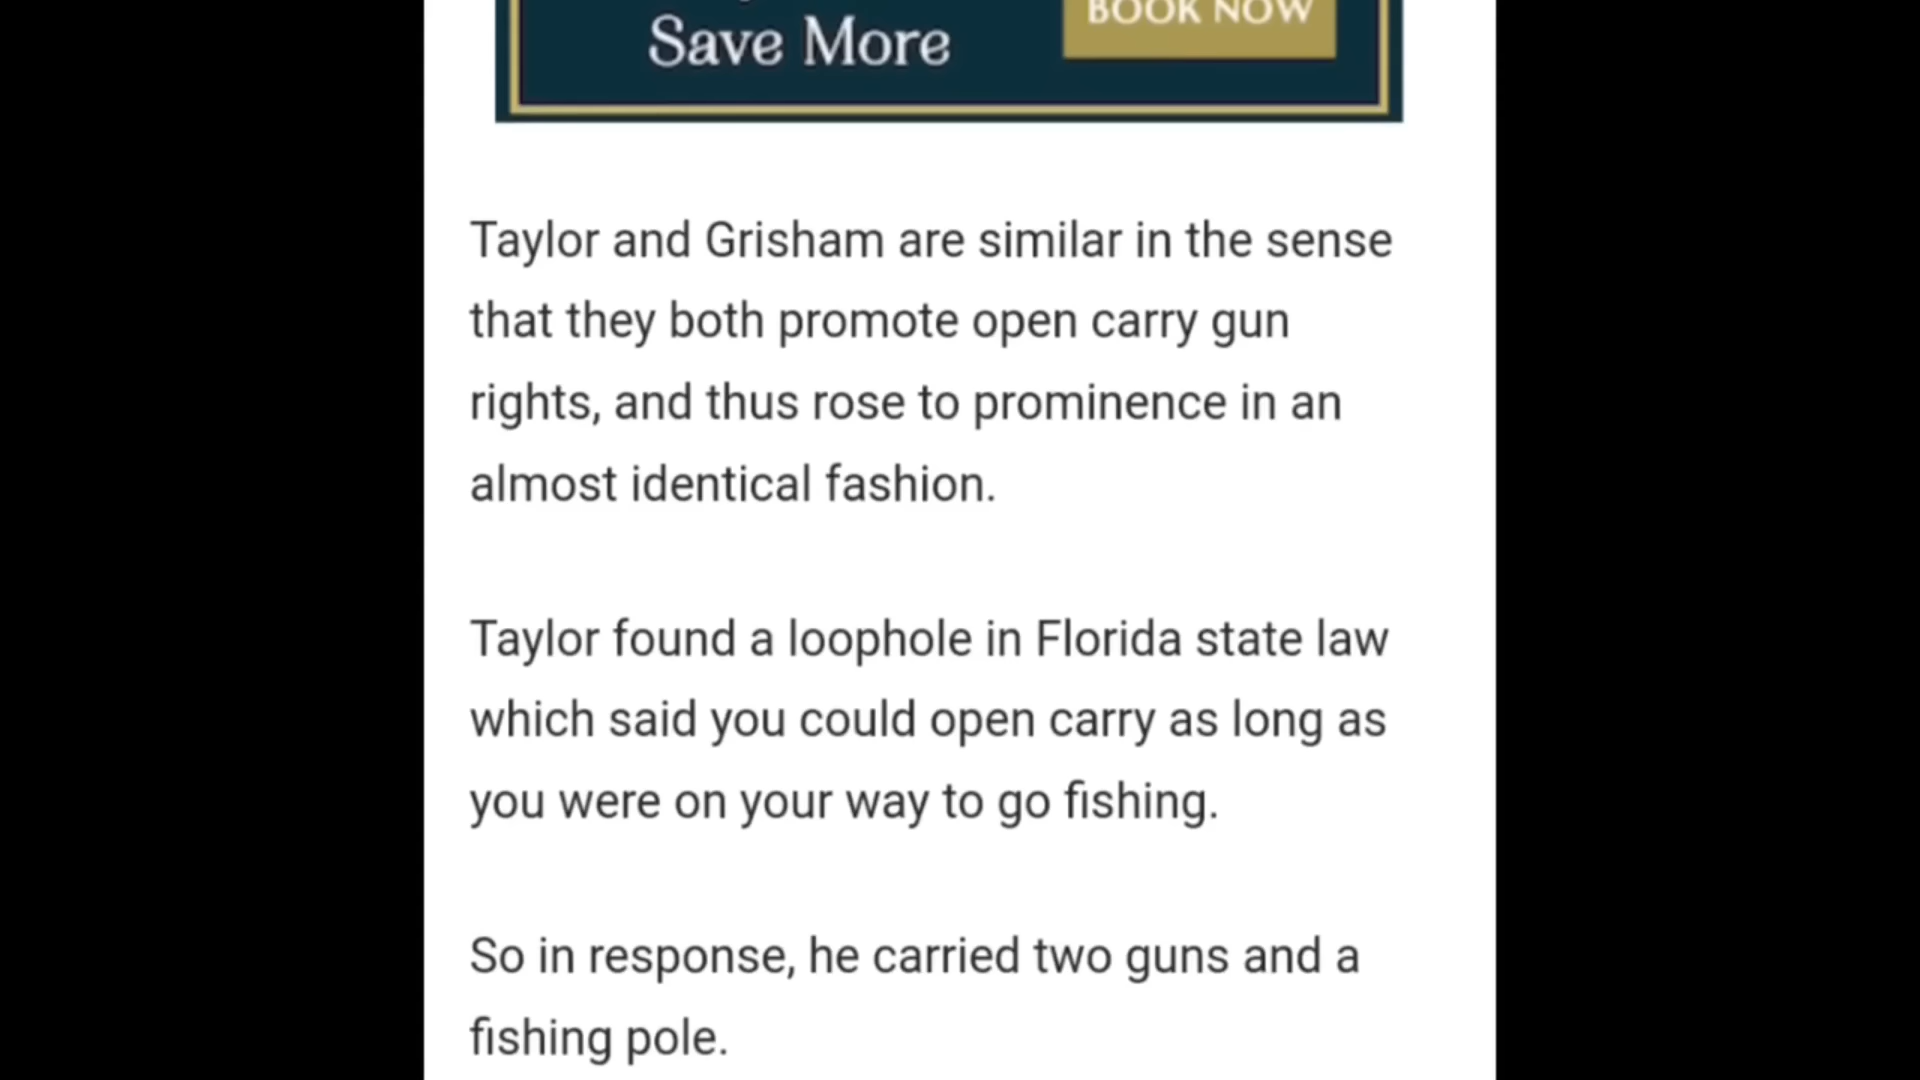 Save More
BOOK NOW
Taylor and Grisham are similar in the sense
that they both promote open carry gun
rights, and thus rose to prominence in an
almost identical fashion.
Taylor found a loophole in Florida state law
which said you could open carry as long as
you were on your way to go fishing.
So in response, he carried two guns and a
fishing pole.